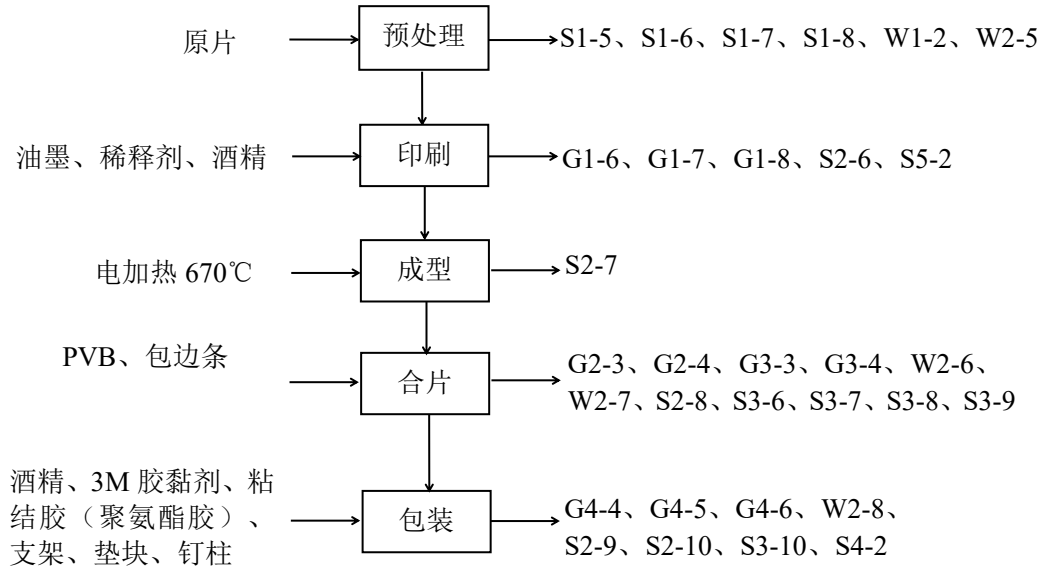 原片
预处理
S1-5、S1-6、S1-7、S1-8、W1-2、W2-5
油墨、稀释剂、酒精
印刷
G1-6、G1-7、G1-8、S2-6、S5-2
电加热 670℃
成型
S2-7
PVB、包边条
合片
G2-3、G2-4、G3-3、G3-4、W2-6、
W2-7、S2-8、S3-6、S3-7、S3-8、S3-9
酒精、3M 胶黏剂、粘
结胶（聚氨酯胶）、
支架、垫块、钉柱
包装
G4-4、G4-5、G4-6、W2-8、
S2-9、S2-10、S3-10、S4-2